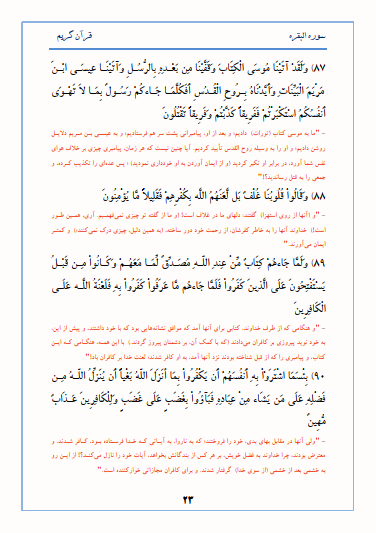 سوره البقره
قرآن کریم
(۸۷ وَلَقَدْ آتَيْنَا مُوسَى الْكِتَابَ وَقَفَّيْنَا مِن بَعْدِهِ بِالرُّسُلِ وَآتَيْنَا عِيسَى ابْنَ
مَرْيَمَ الْبَيِّنَاتِ وَأَيَّدْنَاهُ بِرُوحِ الْقُدُسِ أَفَكُلَّمَا جَاءكُمْ رَسُولٌ بِمَا لاَ تَهْوَى
أَنفُسُكُمُ اسْتَكْبَرْتُمْ فَفَرِيقاً كَذَّبْتُمْ وَفَرِيقاً تَقْتُلُونَ
- "ما به موسی کتاب (تورات) دادیم؛ و بعد از او، پیامبرانی پشت سر هم فرستادیم؛ و به عیسی بن مریم دلایل
روشن دادیم؛ و او را به وسیله روح القدس تأیید کردیم. آیا چنین نیست که هر زمان، پیامبری چیزی بر خلاف هوای
نفس شما آورد، در برابر او تکبر کردید (و از ایمان آوردن به او خودداری نمودید)؛ پس عده‌ای را تکذیب کرده، و
جمعی را به قتل رساندید؟!"
(۸۸ وَقَالُواْ قُلُوبُنَا غُلْفٌ بَل لَّعَنَهُمُ اللَّه بِكُفْرِهِمْ فَقَلِيلاً مَّا يُؤْمِنُونَ
- "و (آنها از روی استهزا) گفتند: دلهای ما در غلاف است! (و ما از گفته تو چیزی نمی‌فهمیم. آری، همین طور
است!) خداوند آنها را به خاطر کفرشان، از رحمت خود دور ساخته، (به همین دلیل، چیزی درک نمی‌کنند؛) و کمتر
ایمان می‌آورند."
(۸۹ وَلَمَّا جَاءهُمْ كِتَابٌ مِّنْ عِندِ اللّهِ مُصَدِّقٌ لِّمَا مَعَهُمْ وَكَانُواْ مِن قَبْلُ
يَسْتَفْتِحُونَ عَلَى الَّذِينَ كَفَرُواْ فَلَمَّا جَاءهُم مَّا عَرَفُواْ كَفَرُواْ بِهِ فَلَعْنَةُ اللَّه عَلَى
الْكَافِرِينَ
- "و هنگامی که از طرف خداوند، کتابی برای آنها آمد که موافق نشانه‌هایی بود که با خود داشتند، و پیش از این،
به خود نوید پیروزی بر کافران می‌دادند (که با کمک آن، بر دشمنان پیروز گردند.) با این همه، هنگامی که این
کتاب، و پیامبری را که از قبل شناخته بودند نزد آنها آمد، به او کافر شدند؛ لعنت خدا بر کافران باد!"
(۹۰ بِئْسَمَا اشْتَرَوْاْ بِهِ أَنفُسَهُمْ أَن يَكْفُرُواْ بِمَا أنَزَلَ اللّهُ بَغْياً أَن يُنَزِّلُ اللّهُ مِن
فَضْلِهِ عَلَى مَن يَشَاء مِنْ عِبَادِهِ فَبَآؤُواْ بِغَضَبٍ عَلَى غَضَبٍ وَلِلْكَافِرِينَ عَذَابٌ
مُّهِينٌ
- "ولی آنها در مقابل بهای بدی، خود را فروختند؛ که به ناروا، به آیاتی که خدا فرستاده بود، کافر شدند. و
معترض بودند، چرا خداوند به فضل خویش، بر هر کس از بندگانش بخواهد، آیات خود را نازل می‌کند؟! از این رو
به خشمی بعد از خشمی (از سوی خدا) گرفتار شدند. و برای کافران مجازاتی خوارکننده است."
۲۳